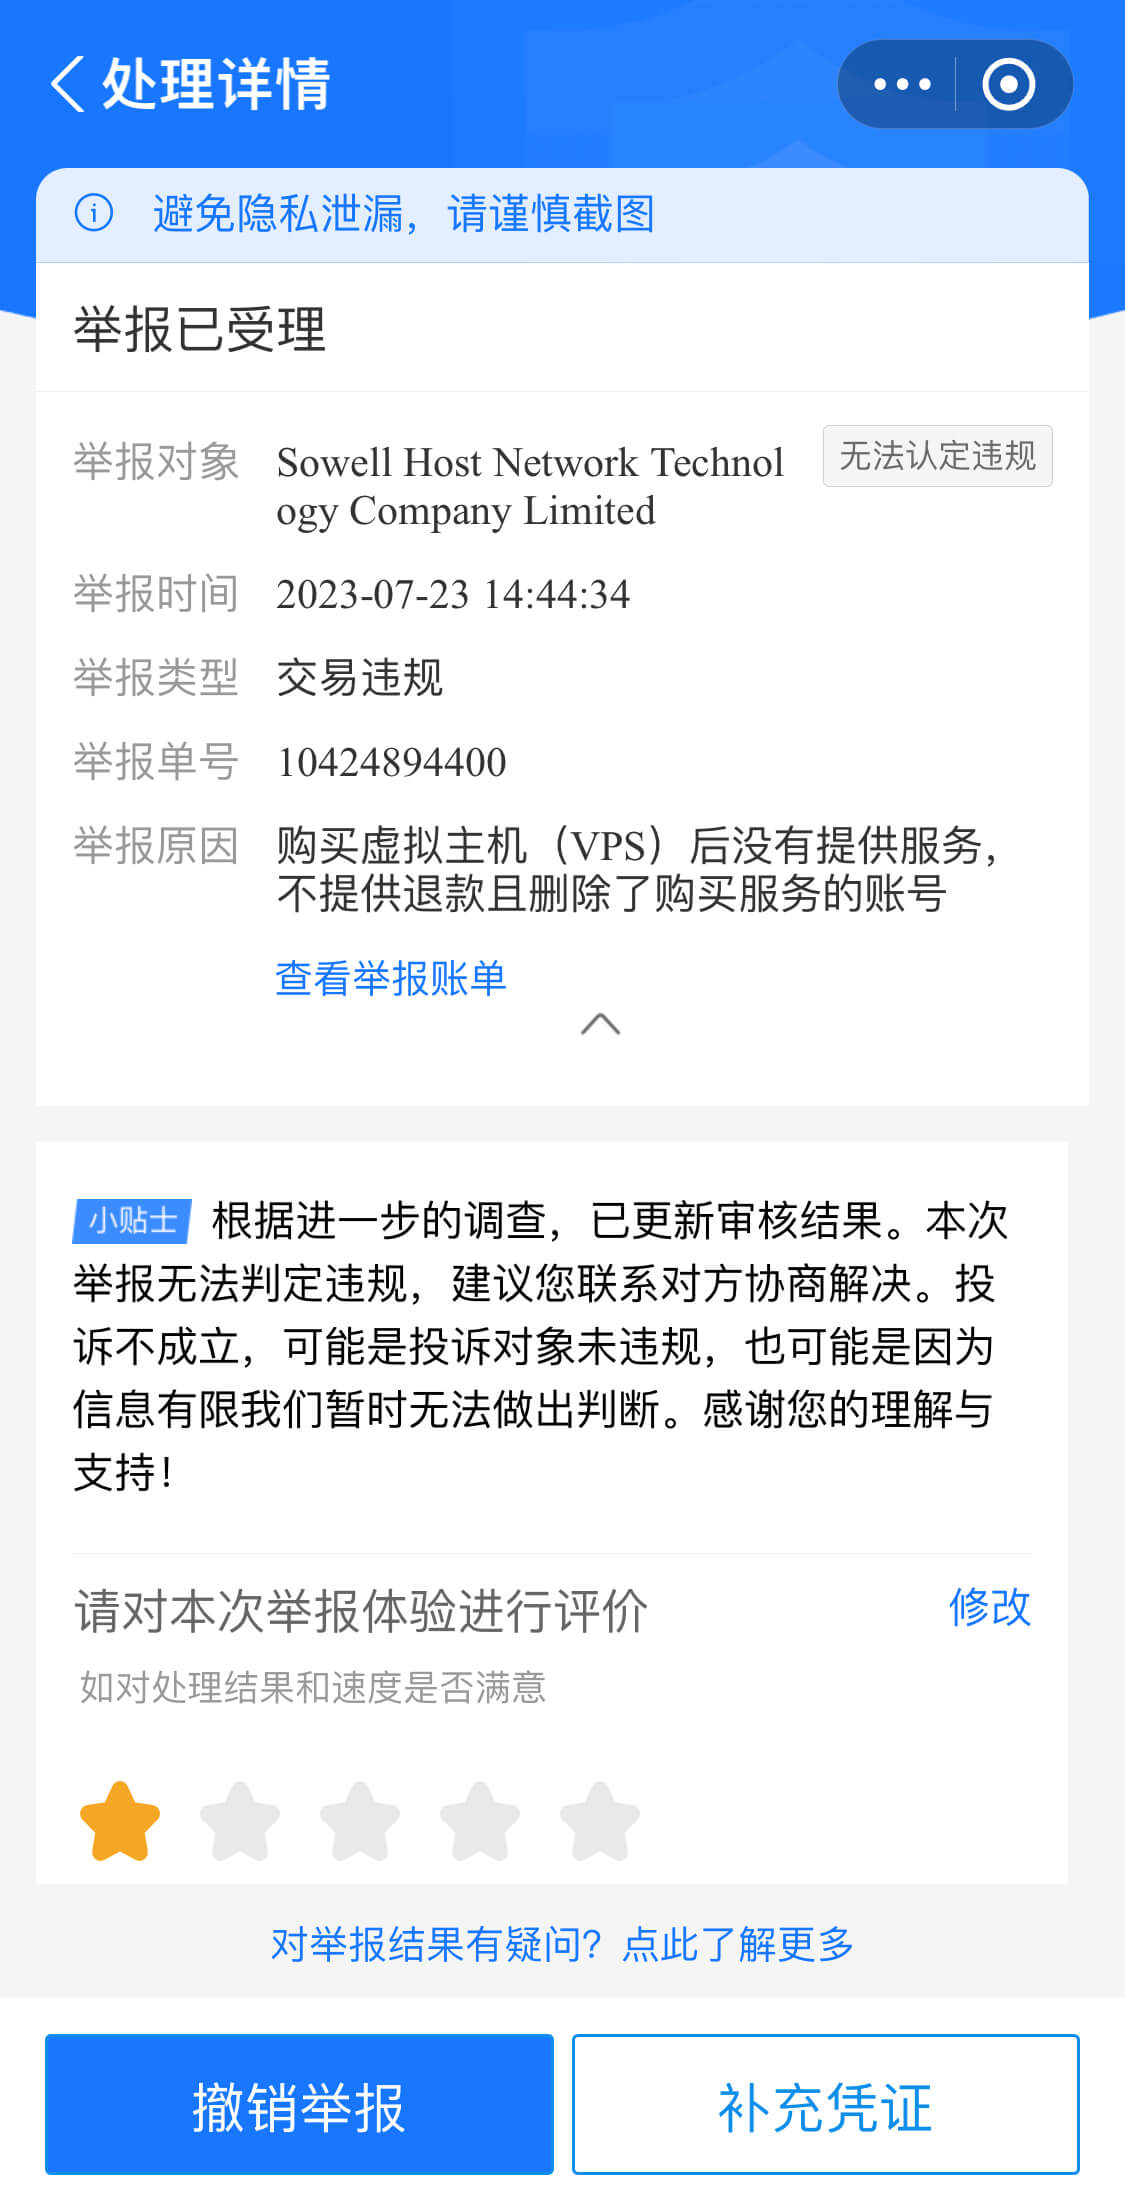 处理详情
避免隐私泄漏，请谨慎截图
举报已受理
举报对象 Sowell Host Network Technol 无法认定违规
ogy Company Limited
举报时间 2023-07-23 14:44:34
举报类型 交易违规
举报单号 10424894400
举报原因 购买虚拟主机（VPS）后没有提供服务，
不提供退款且删除了购买服务的账号
查看举报账单
小贴士 根据进一步的调查，已更新审核结果。本次
举报无法判定违规，建议您联系对方协商解决。投
诉不成立，可能是投诉对象未违规，也可能是因为
信息有限我们暂时无法做出判断。感谢您的理解与
支持！
请对本次举报体验进行评价 修改
如对处理结果和速度是否满意
对举报结果有疑问？点此了解更多
撤销举报 补充凭证